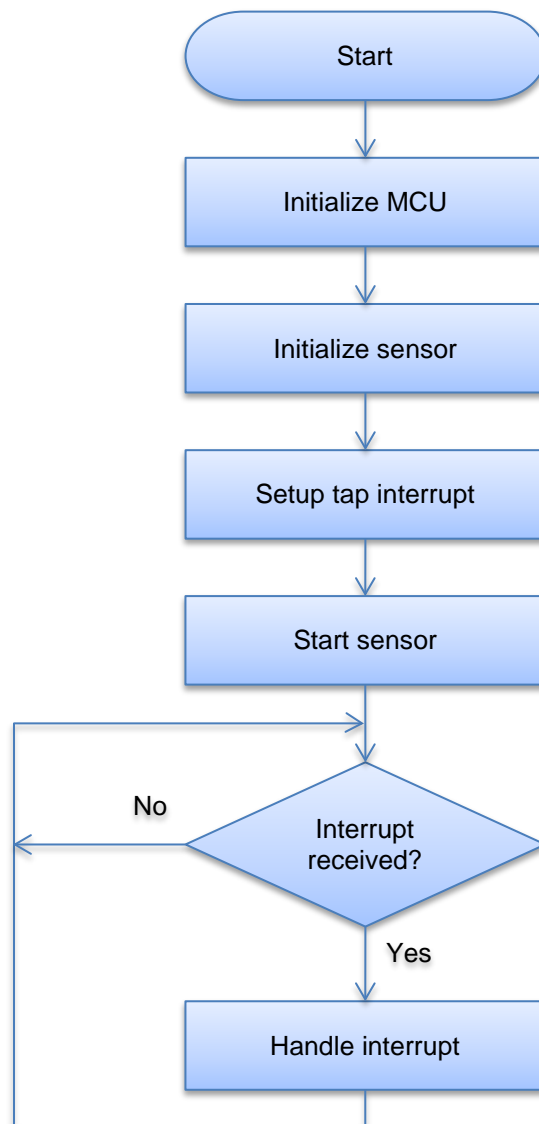 Start
Initialize MCU
Initialize sensor
Setup tap interrupt
Start sensor
No
Interrupt
received?
Yes
Handle interrupt